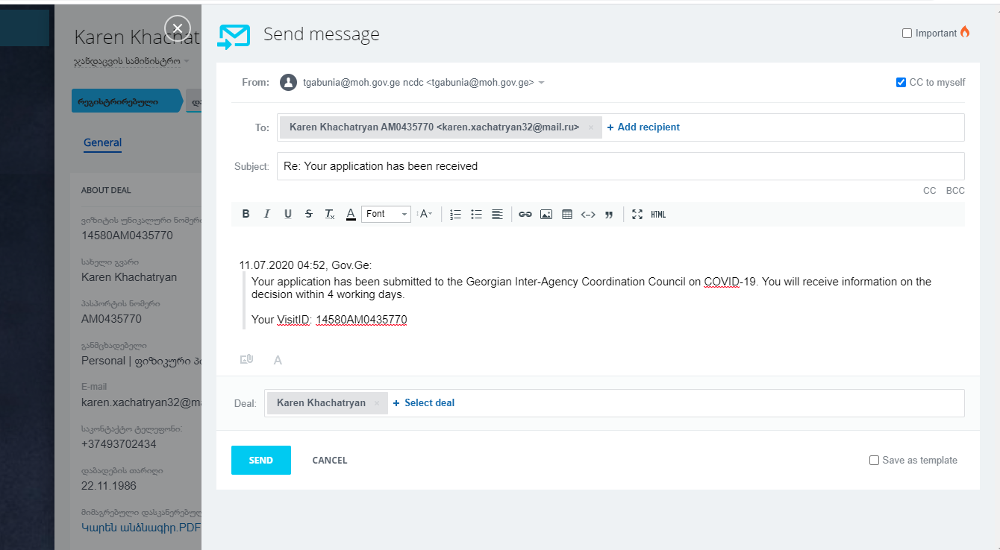 Karen Khachat
ჯანდაცვის სამინისტრო
რეგისტრირებული
General
ABOUT DEAL
ვიზიტის უნიკალური ნომერი
14580AM0435770
სახელი გვარი
Karen Khachatryan
პასპორტის ნომერი
AM0435770
განმცხადებელი
Personal | ფიზიკური
E-mail
karen.xachatryan32@ma
საკონტაქტო ტელეფონი:
+37493702434
დაბადების თარიღი
22.11.1986
მიმაგრებული დასკანერებულ
Կարեն անձնագիր.PDF
Send message
Important
From: tgabunia@moh.gov.ge ncdc <tgabunia@moh.gov.ge>
CC to myself
To: Karen Khachatryan AM0435770 <karen.xachatryan32@mail.ru> × + Add recipient
Subject: Re: Your application has been received
CC BCC
B I U S Tx A Font A HTML
11.07.2020 04:52, Gov.Ge:
Your application has been submitted to the Georgian Inter-Agency Coordination Council on COVID-19. You will receive information on the
decision within 4 working days.
Your VisitID: 14580AM0435770
A
Deal: Karen Khachatryan × + Select deal
SEND CANCEL
Save as template